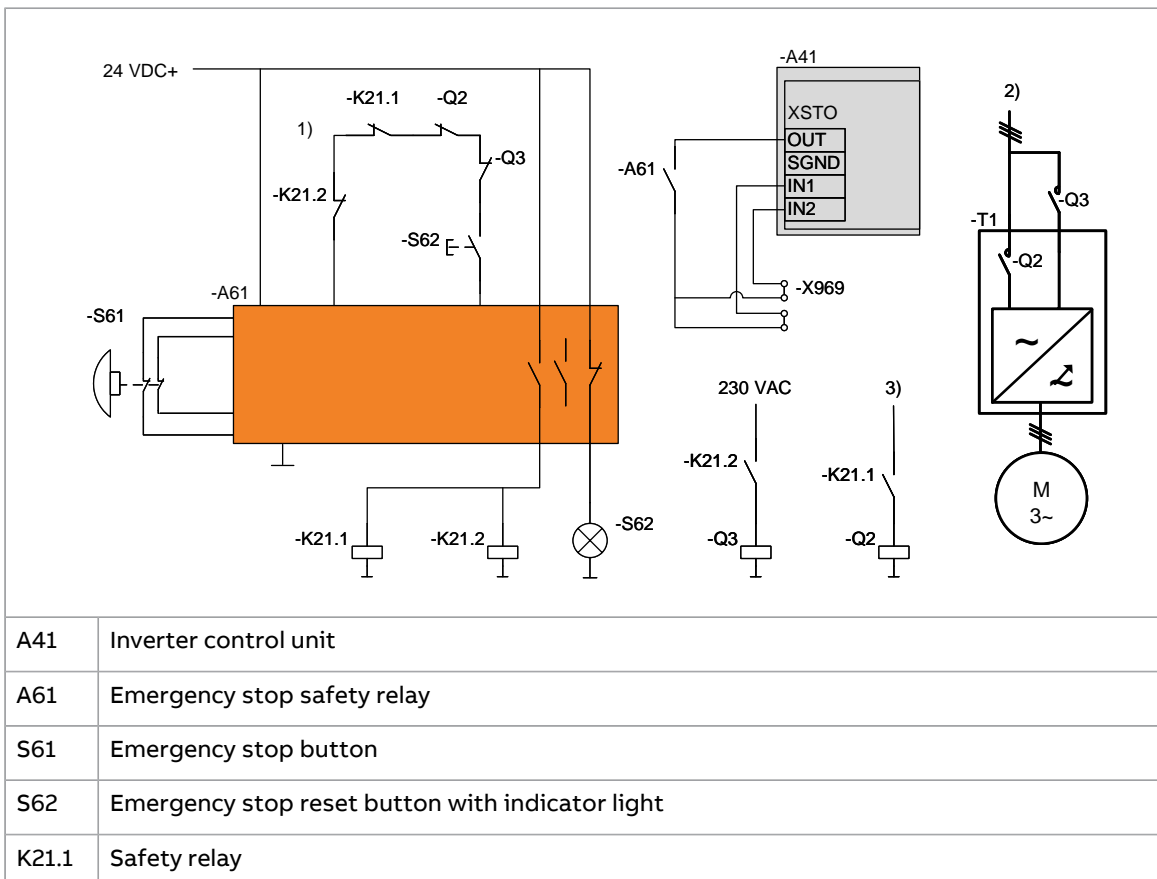 24 VDC+
-A41
-K21.1
-Q2
2)
1)
XSTO
OUT
-Q3
SGND
-A61
IN1
-K21.2
IN2
-Q3
-T1
-S62
-Q2
-X969
-A61
-S61
~
230 VAC
3)
-K21.2
-K21.1
M
3~
-S62
-K21.1
-K21.2
-Q3
-Q2
A41 Inverter control unit
A61 Emergency stop safety relay
S61 Emergency stop button
S62 Emergency stop reset button with indicator light
K21.1 Safety relay